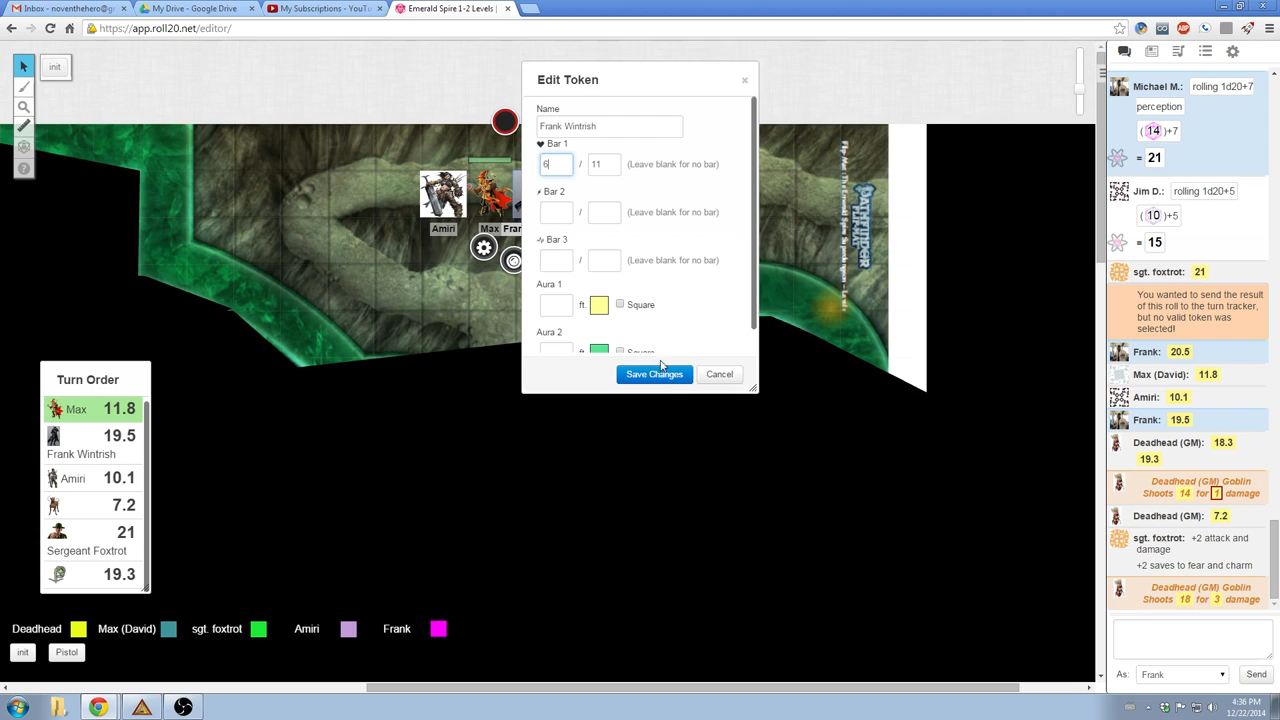 Inbox - noventhehero@g
My Drive - Google Drive
My Subscriptions - YouTu
Emerald Spire 1-2 Levels |
https://app.roll20.net/editor/
init
Edit Token
Name
Frank Wintrish
Bar 1
6 / 11 (Leave blank for no bar)
Bar 2
/ (Leave blank for no bar)
Bar 3
/ (Leave blank for no bar)
Aura 1
ft. Square
Aura 2
Square
Save Changes
Cancel
Amiri
Max
Fran
PATHFINDER
Turn Order
Max 11.8
19.5
Frank Wintrish
Amiri 10.1
7.2
21
Sergeant Foxtrot
19.3
Deadhead
Max (David)
sgt. foxtrot
Amiri
Frank
init
Pistol
Michael M.: rolling 1d20+7
perception
(14)+7
= 21
Jim D.: rolling 1d20+5
(10)+5
= 15
sgt. foxtrot: 21
You wanted to send the result
of this roll to the turn tracker,
but no valid token was
selected!
Frank: 20.5
Max (David): 11.8
Amiri: 10.1
Frank: 19.5
Deadhead (GM): 18.3
19.3
Deadhead (GM) Goblin
Shoots 14 for 1 damage
Deadhead (GM): 7.2
sgt. foxtrot: +2 attack and
damage
+2 saves to fear and charm
Deadhead (GM) Goblin
Shoots 18 for 3 damage
As: Frank
Send
4:36 PM
12/22/2014